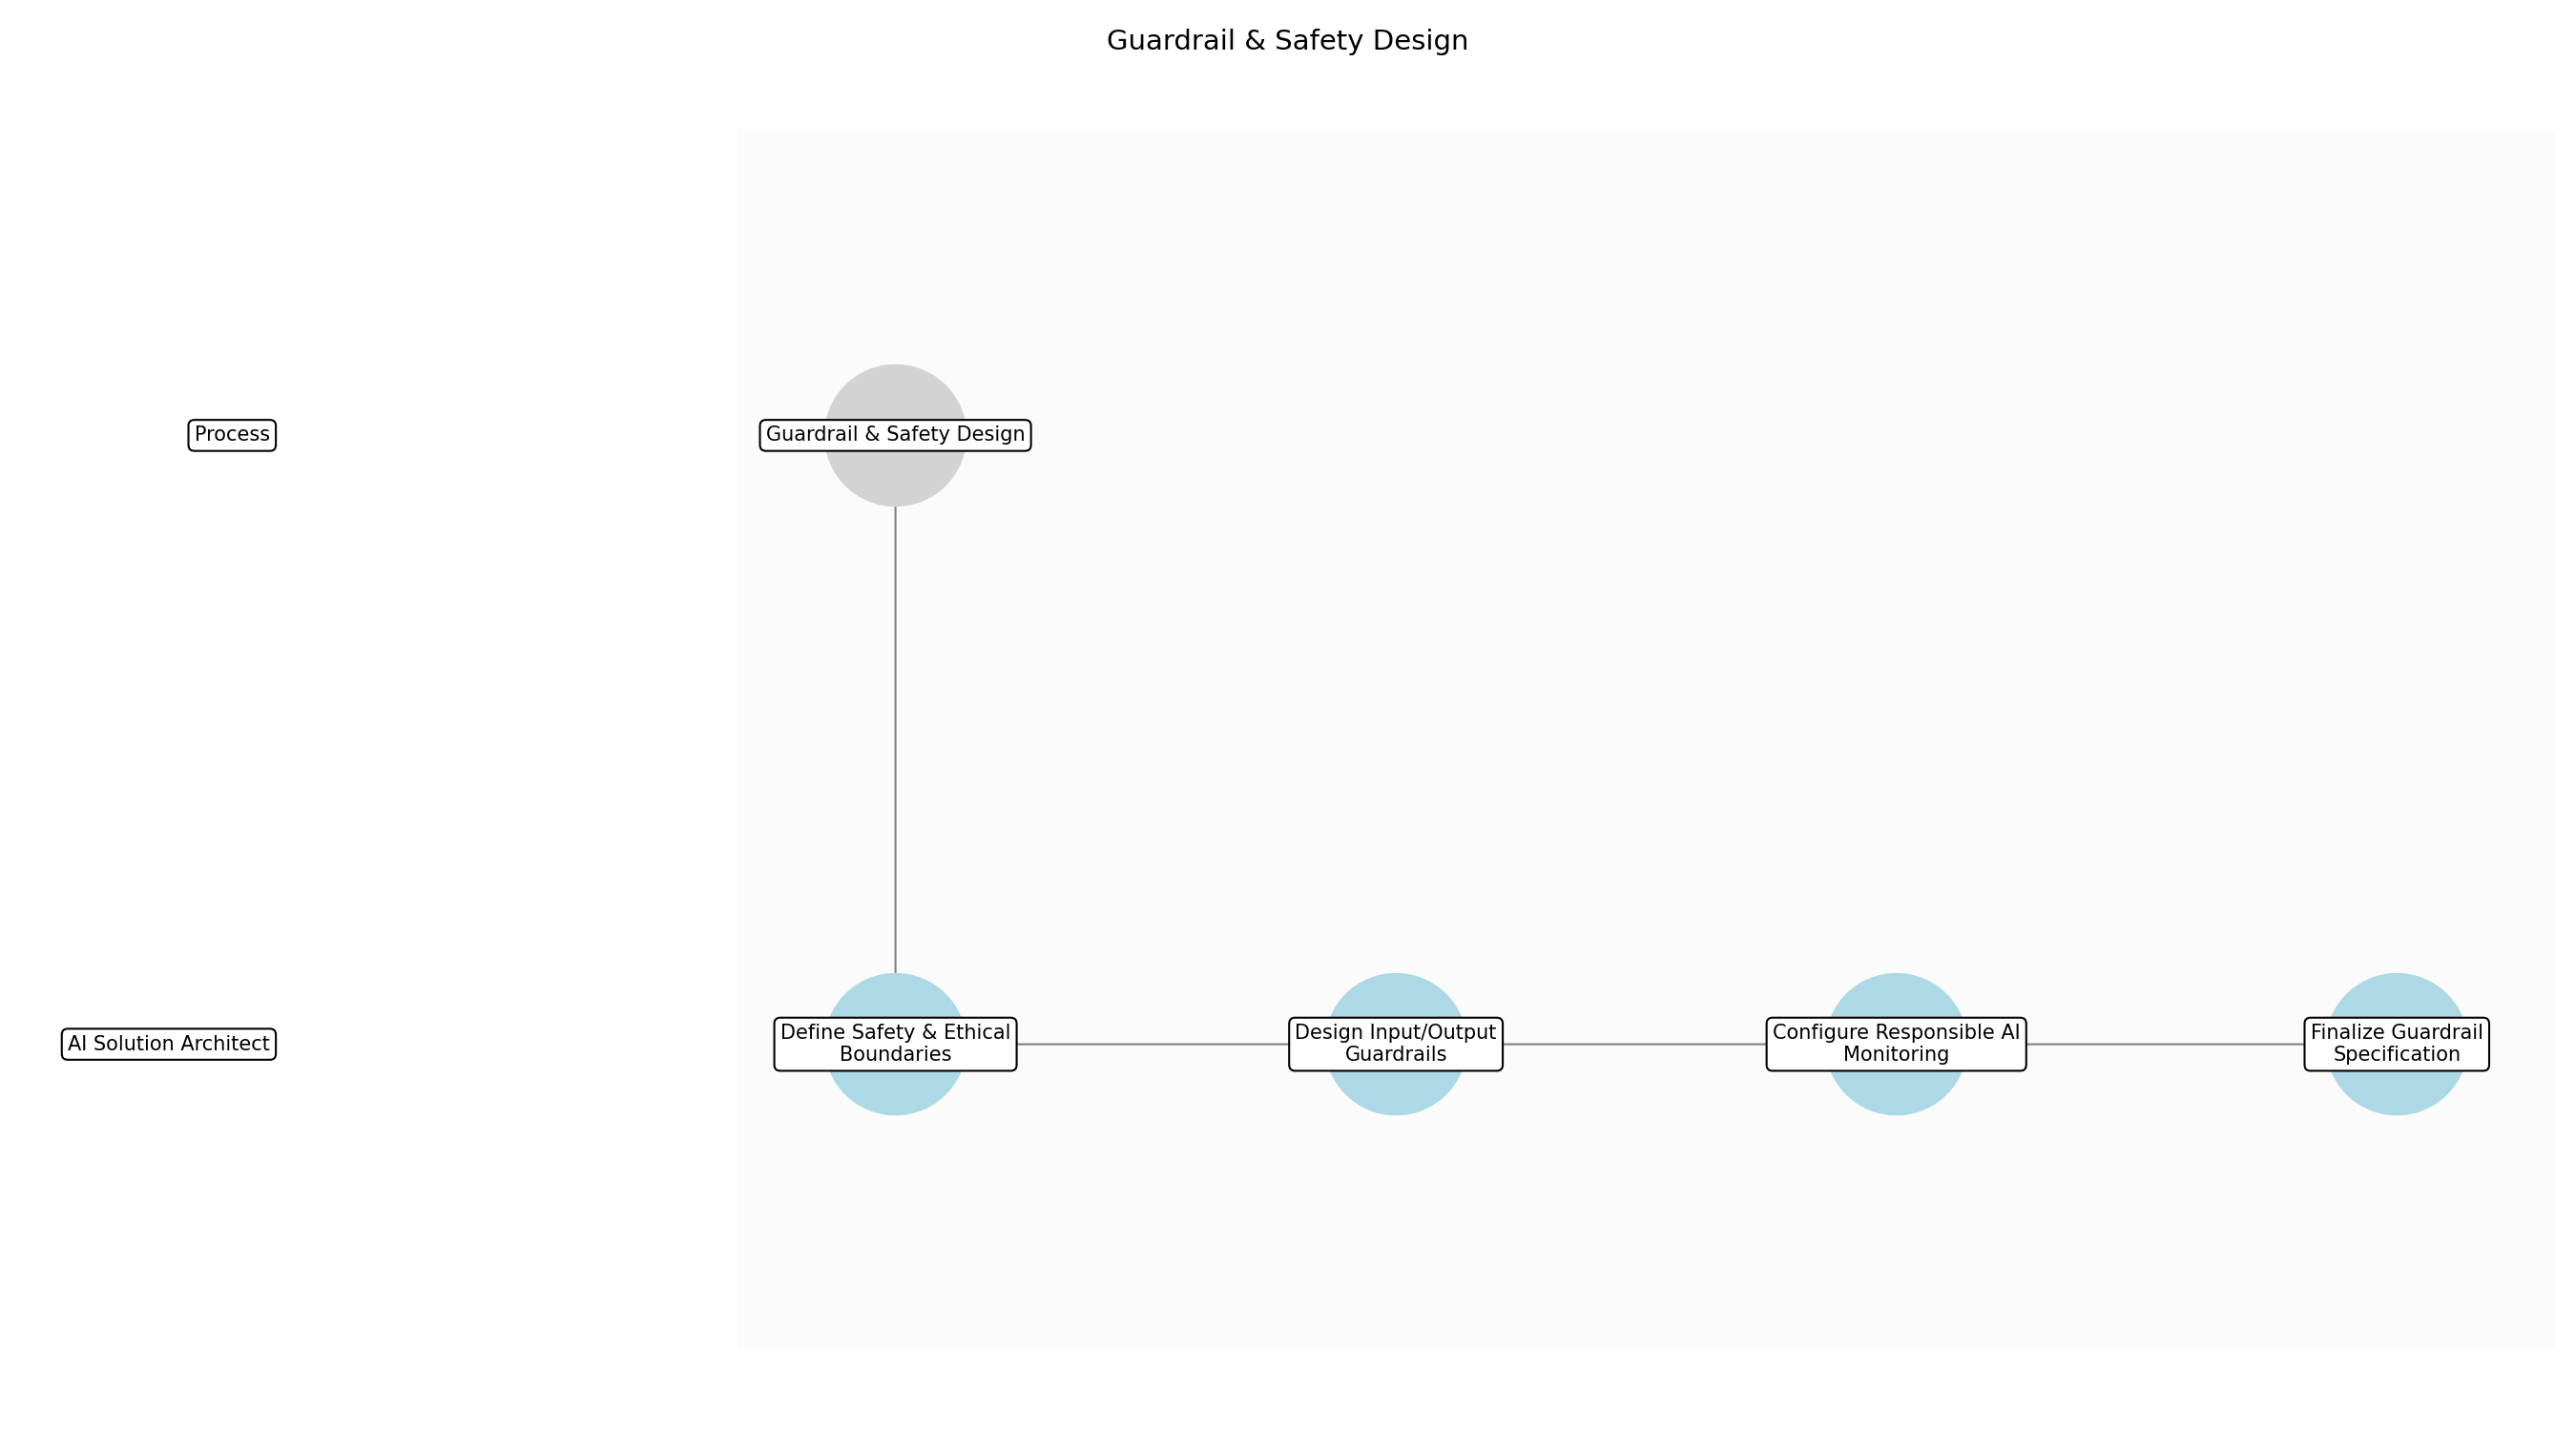 Guardrail & Safety Design
Process
Guardrail & Safety Design
AI Solution Architect
Define Safety & Ethical
Boundaries
Design Input/Output
Guardrails
Configure Responsible AI
Monitoring
Finalize Guardrail
Specification